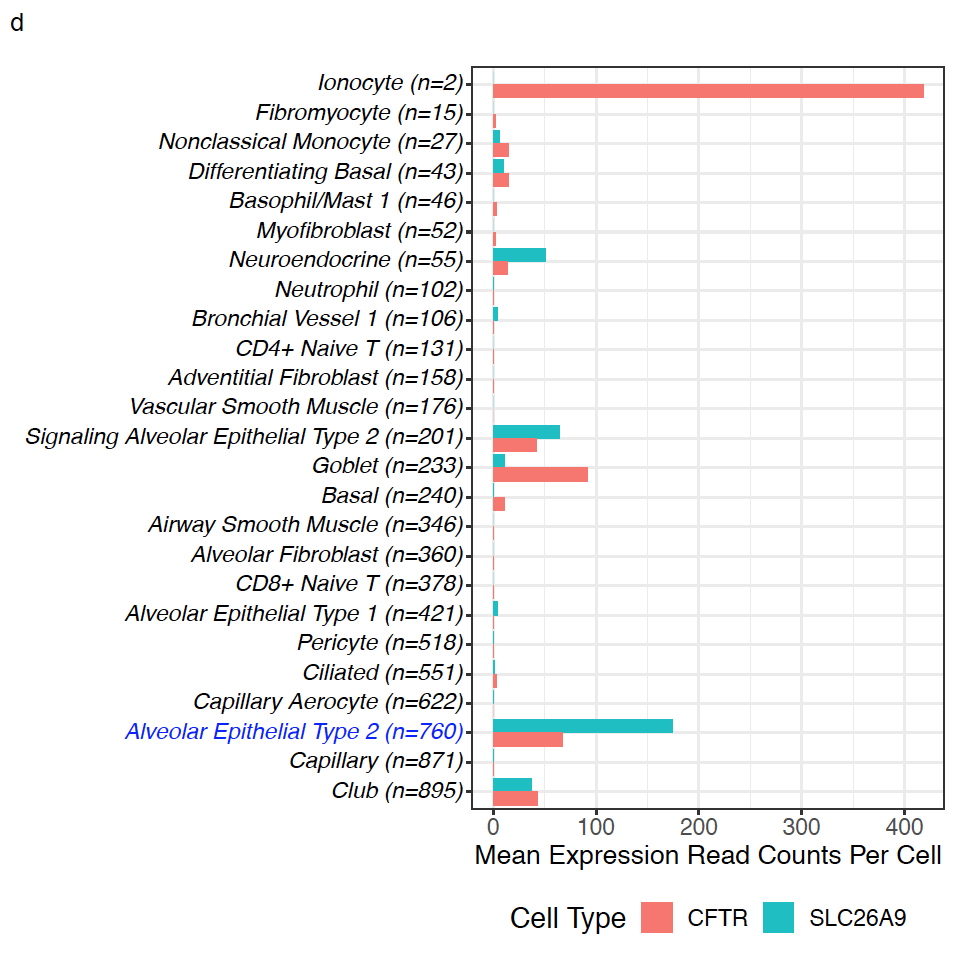 d
Ionocyte (n=2)
Fibromyocyte (n=15)
Nonclassical Monocyte (n=27)
Differentiating Basal (n=43)
Basophil/Mast 1 (n=46)
Myofibroblast (n=52)
Neuroendocrine (n=55)
Neutrophil (n=102)
Bronchial Vessel 1 (n=106)
CD4+ Naive T (n=131)
Adventitial Fibroblast (n=158)
Vascular Smooth Muscle (n=176)
Signaling Alveolar Epithelial Type 2 (n=201)
Goblet (n=233)
Basal (n=240)
Airway Smooth Muscle (n=346)
Alveolar Fibroblast (n=360)
CD8+ Naive T (n=378)
Alveolar Epithelial Type 1 (n=421)
Pericyte (n=518)
Ciliated (n=551)
Capillary Aerocyte (n=622)
Alveolar Epithelial Type 2 (n=760)
Capillary (n=871)
Club (n=895)
0 100 200 300 400
Mean Expression Read Counts Per Cell
Cell Type CFTR SLC26A9